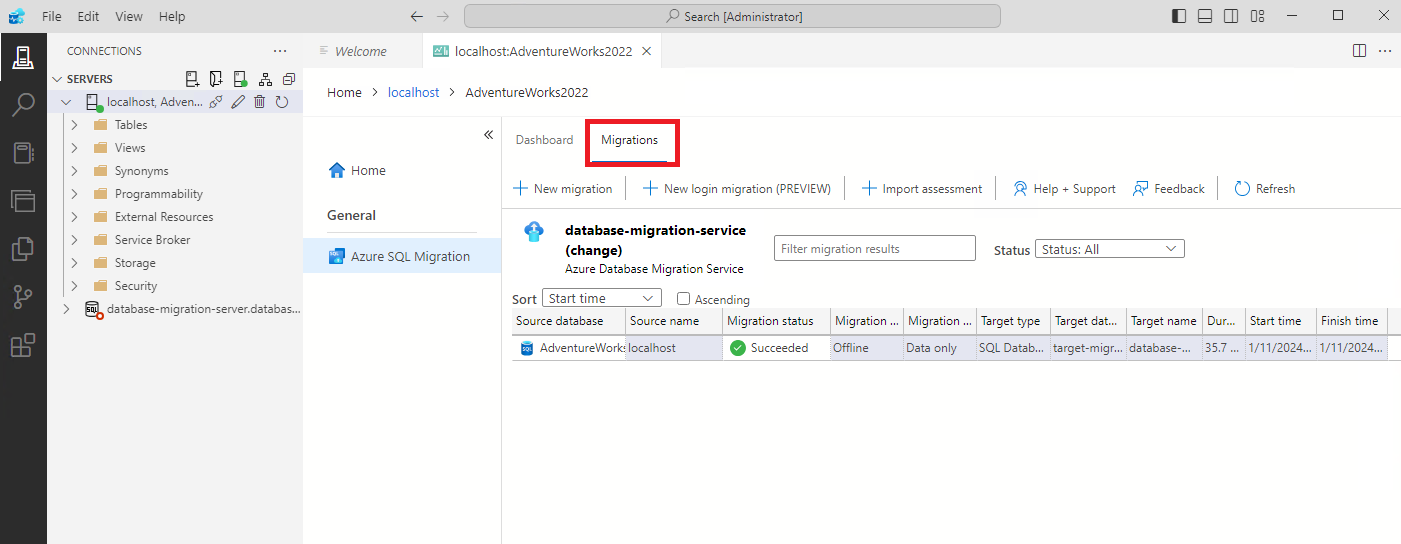 File Edit View Help
Search [Administrator]
CONNECTIONS
SERVERS
localhost, Adven...
Tables
Views
Synonyms
Programmability
External Resources
Service Broker
Storage
Security
database-migration-server.databas...
Welcome
localhost:AdventureWorks2022
Home > localhost > AdventureWorks2022
Home
General
Azure SQL Migration
Dashboard Migrations
New migration New login migration (PREVIEW) Import assessment Help + Support Feedback Refresh
database-migration-service
(change)
Azure Database Migration Service
Filter migration results
Status Status: All
Sort Start time Ascending
Source database Source name Migration status Migration ... Migration ... Target type Target dat... Target name Dur... Start time Finish time
SQL AdventureWorks localhost Succeeded Offline Data only SQL Datab... target-migr... database-... 35.7 ... 1/11/2024... 1/11/2024...